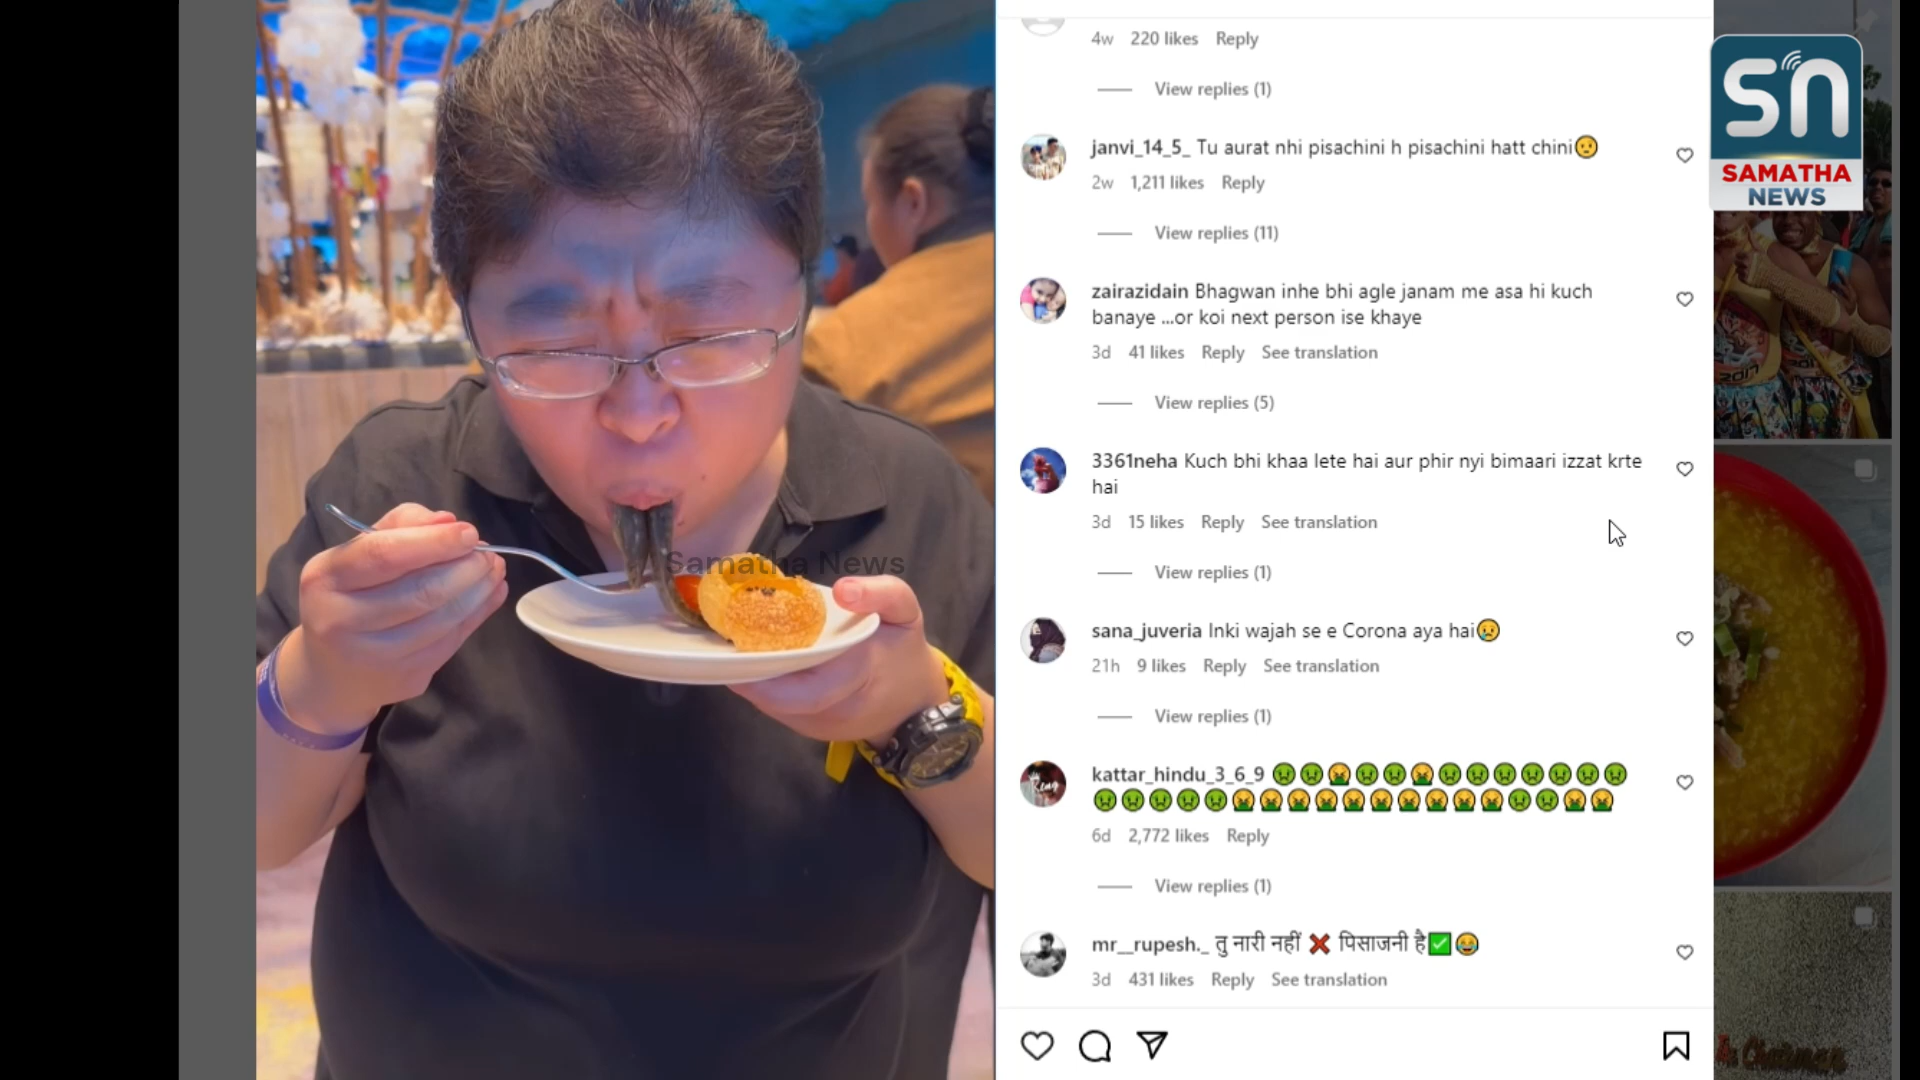 4w 220 likes Reply
View replies (1)
janvi_14_5_ Tu aurat nhi pisachini h pisachini hatt chini😟
2w 1,211 likes Reply
View replies (11)
zairazidain Bhagwan inhe bhi agle janam me asa hi kuch
banaye ...or koi next person ise khaye
3d 41 likes Reply See translation
View replies (5)
3361neha Kuch bhi khaa lete hai aur phir nyi bimaari izzat krte
hai
3d 15 likes Reply See translation
View replies (1)
sana_juveria Inki wajah se e Corona aya hai😢
21h 9 likes Reply See translation
View replies (1)
kattar_hindu_3_6_9 🤢🤢🤮🤢🤢🤮🤢🤢🤢🤢🤢🤢🤢
🤢🤢🤢🤢🤢🤮🤮🤮🤮🤮🤮🤮🤮🤮🤮🤢🤢🤮🤮
6d 2,772 likes Reply
View replies (1)
mr__rupesh._ तु नारी नहीं ❌ पिसाजनी है✅😂
3d 431 likes Reply See translation
SN
SAMATHA
NEWS
Samatha News
2017